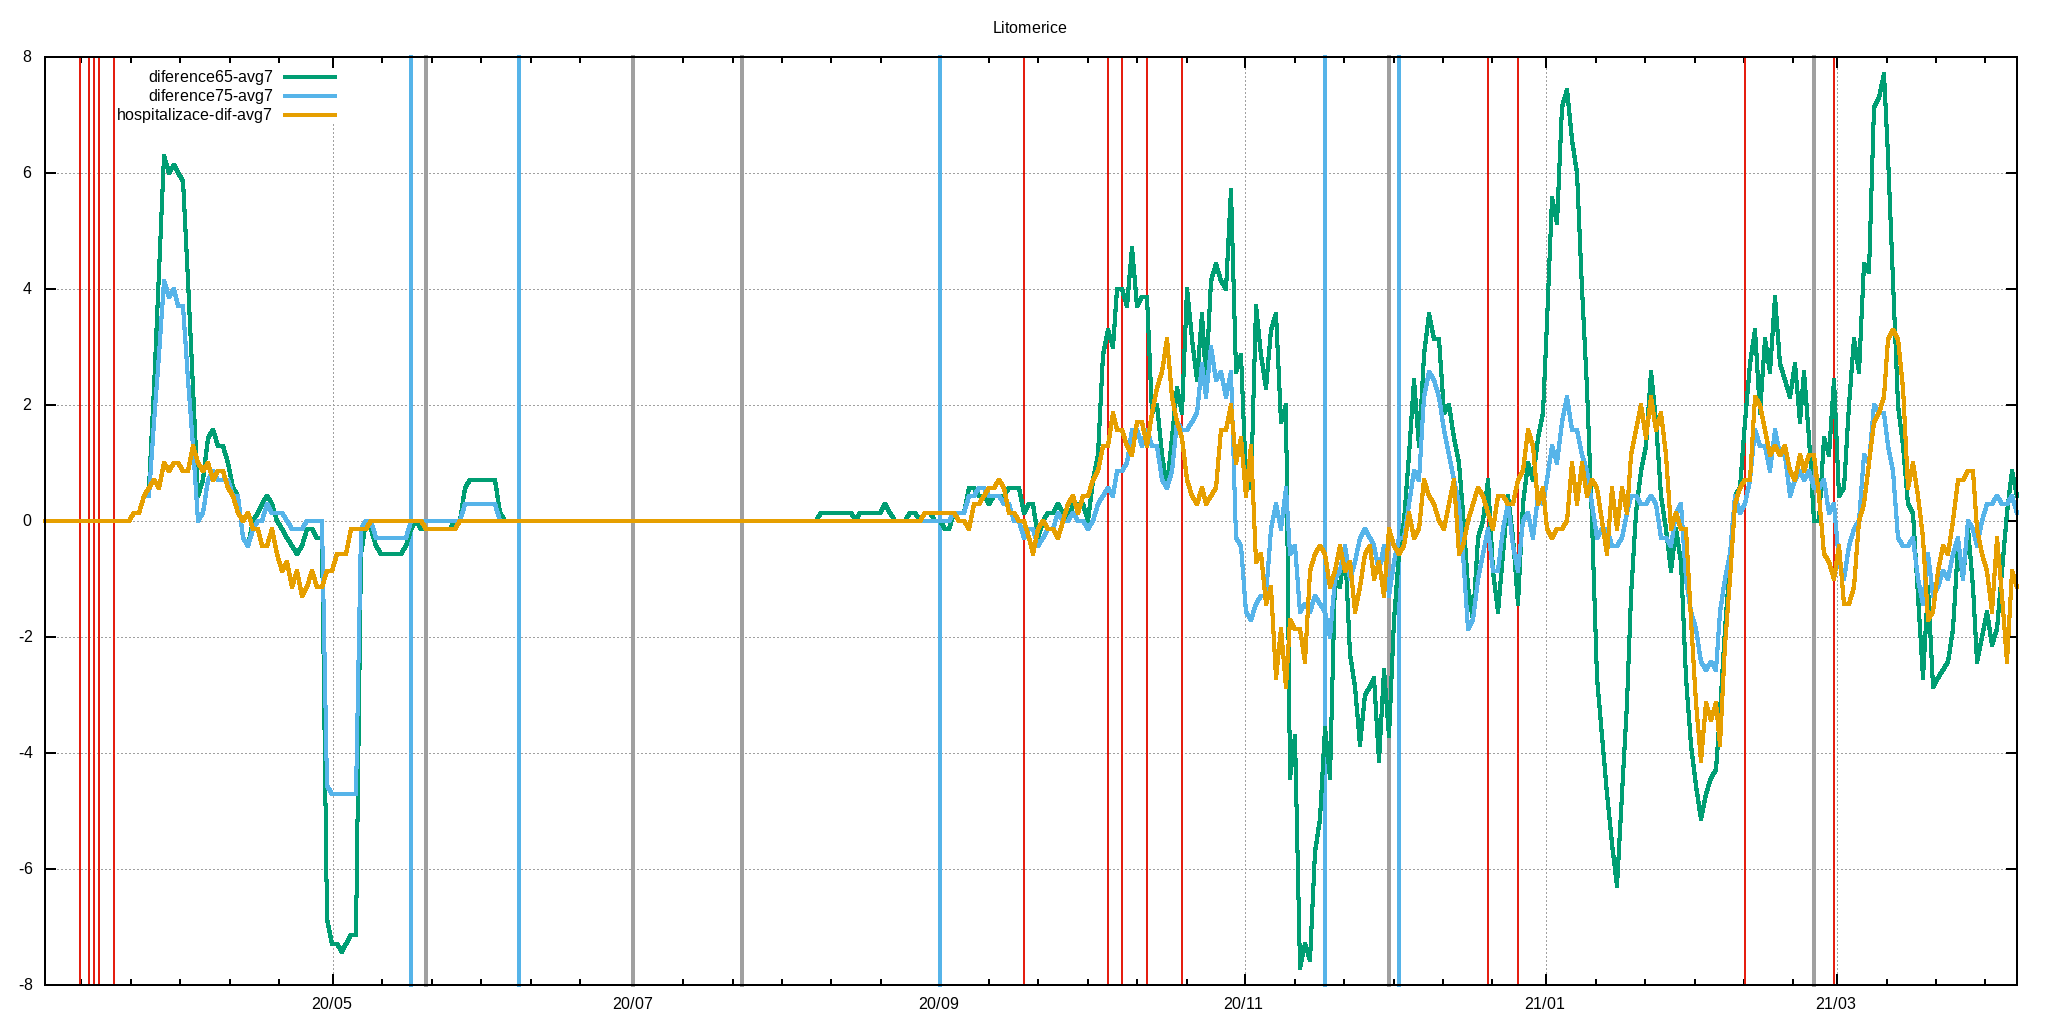 Litomerice
diference65-avg7
diference75-avg7
hospitalizace-dif-avg7
8
6
4
2
0
-2
-4
-6
-8
20/05 20/07 20/09 20/11 21/01 21/03